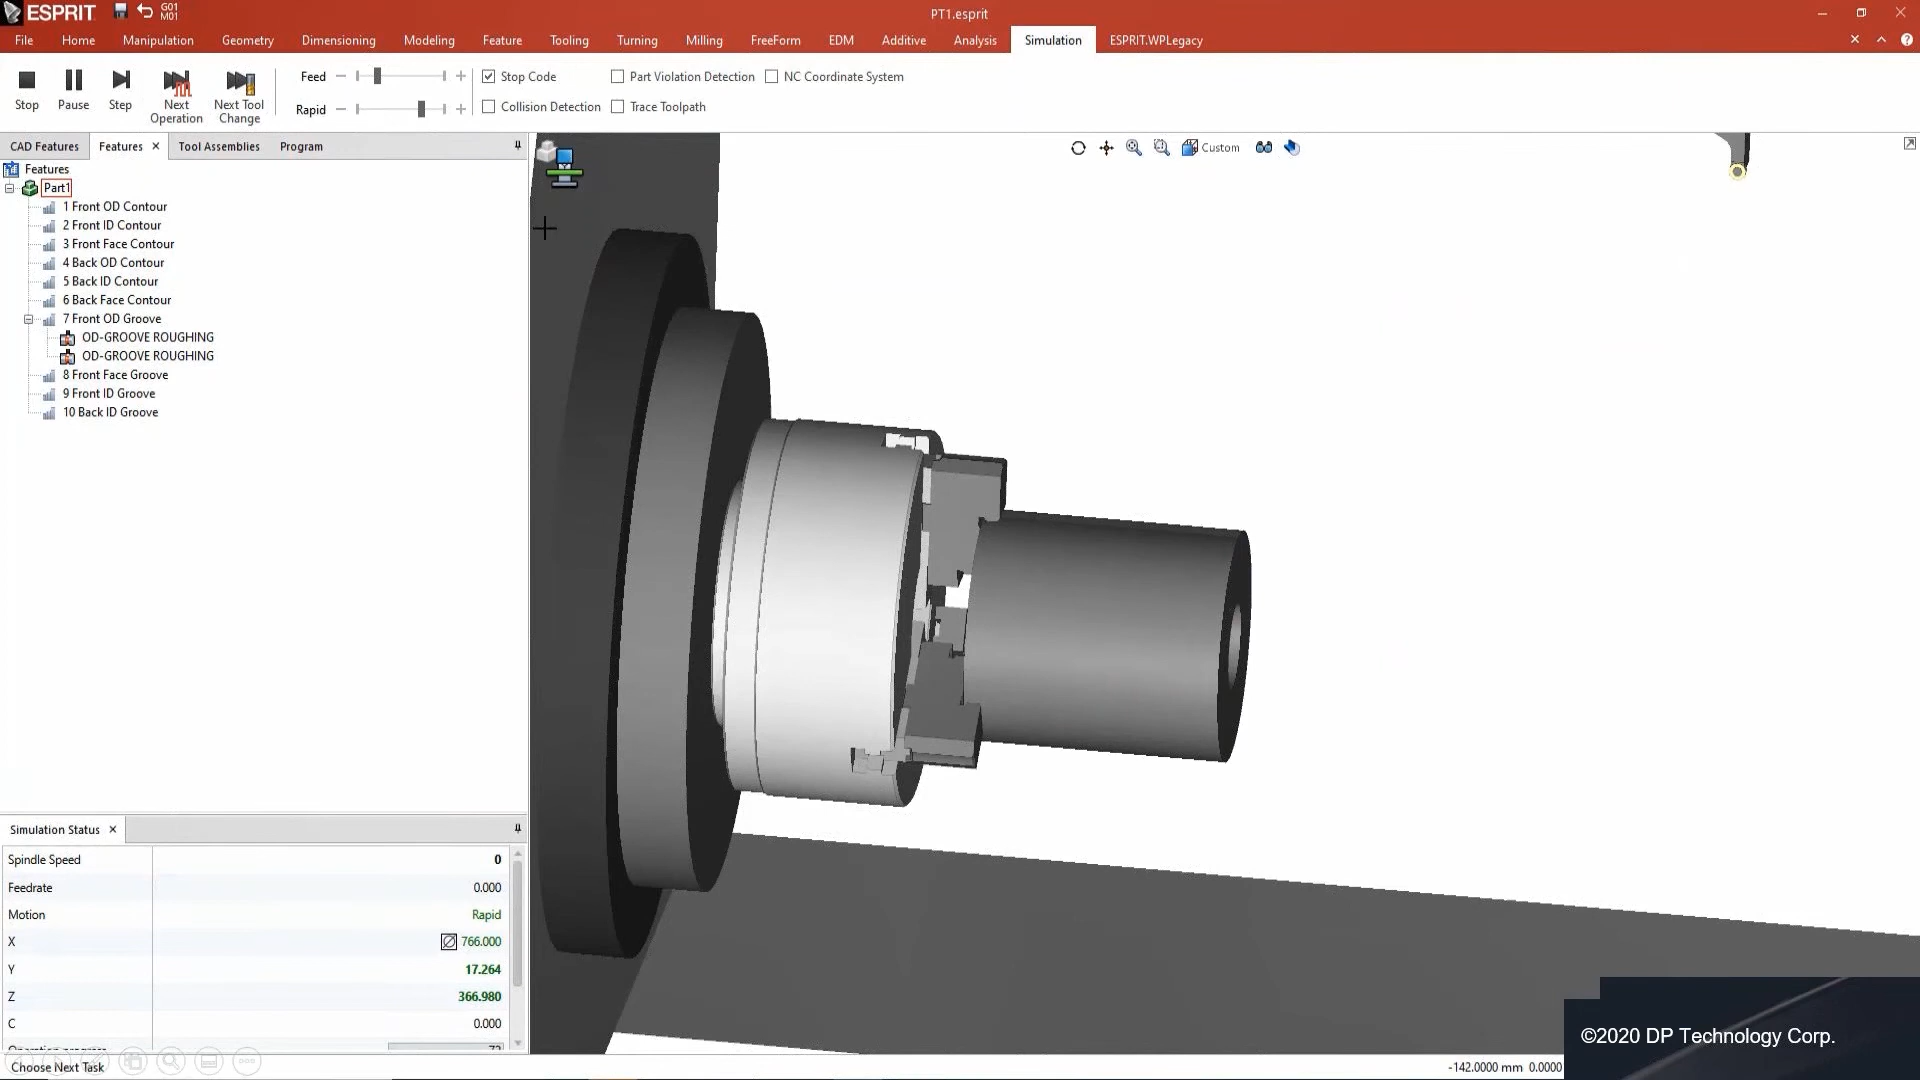 ESPRIT
G01
M01
PT1.esprit
File Home Manipulation Geometry Dimensioning Modeling Feature Tooling Turning Milling FreeForm EDM Additive Analysis Simulation ESPRIT.WPLegacy
Stop
Pause
Step
Next Operation
Next Tool Change
Feed
Rapid
Stop Code
Part Violation Detection
NC Coordinate System
Collision Detection
Trace Toolpath
CAD Features Features Tool Assemblies Program
Custom
Features
Part1
1 Front OD Contour
2 Front ID Contour
3 Front Face Contour
4 Back OD Contour
5 Back ID Contour
6 Back Face Contour
7 Front OD Groove
OD-GROOVE ROUGHING
OD-GROOVE ROUGHING
8 Front Face Groove
9 Front ID Groove
10 Back ID Groove
Simulation Status
Spindle Speed 0
Feedrate 0.000
Motion Rapid
X 766.000
Y 17.264
Z 366.980
C 0.000
Choose Next Task
-142.0000 mm 0.0000
©2020 DP Technology Corp.